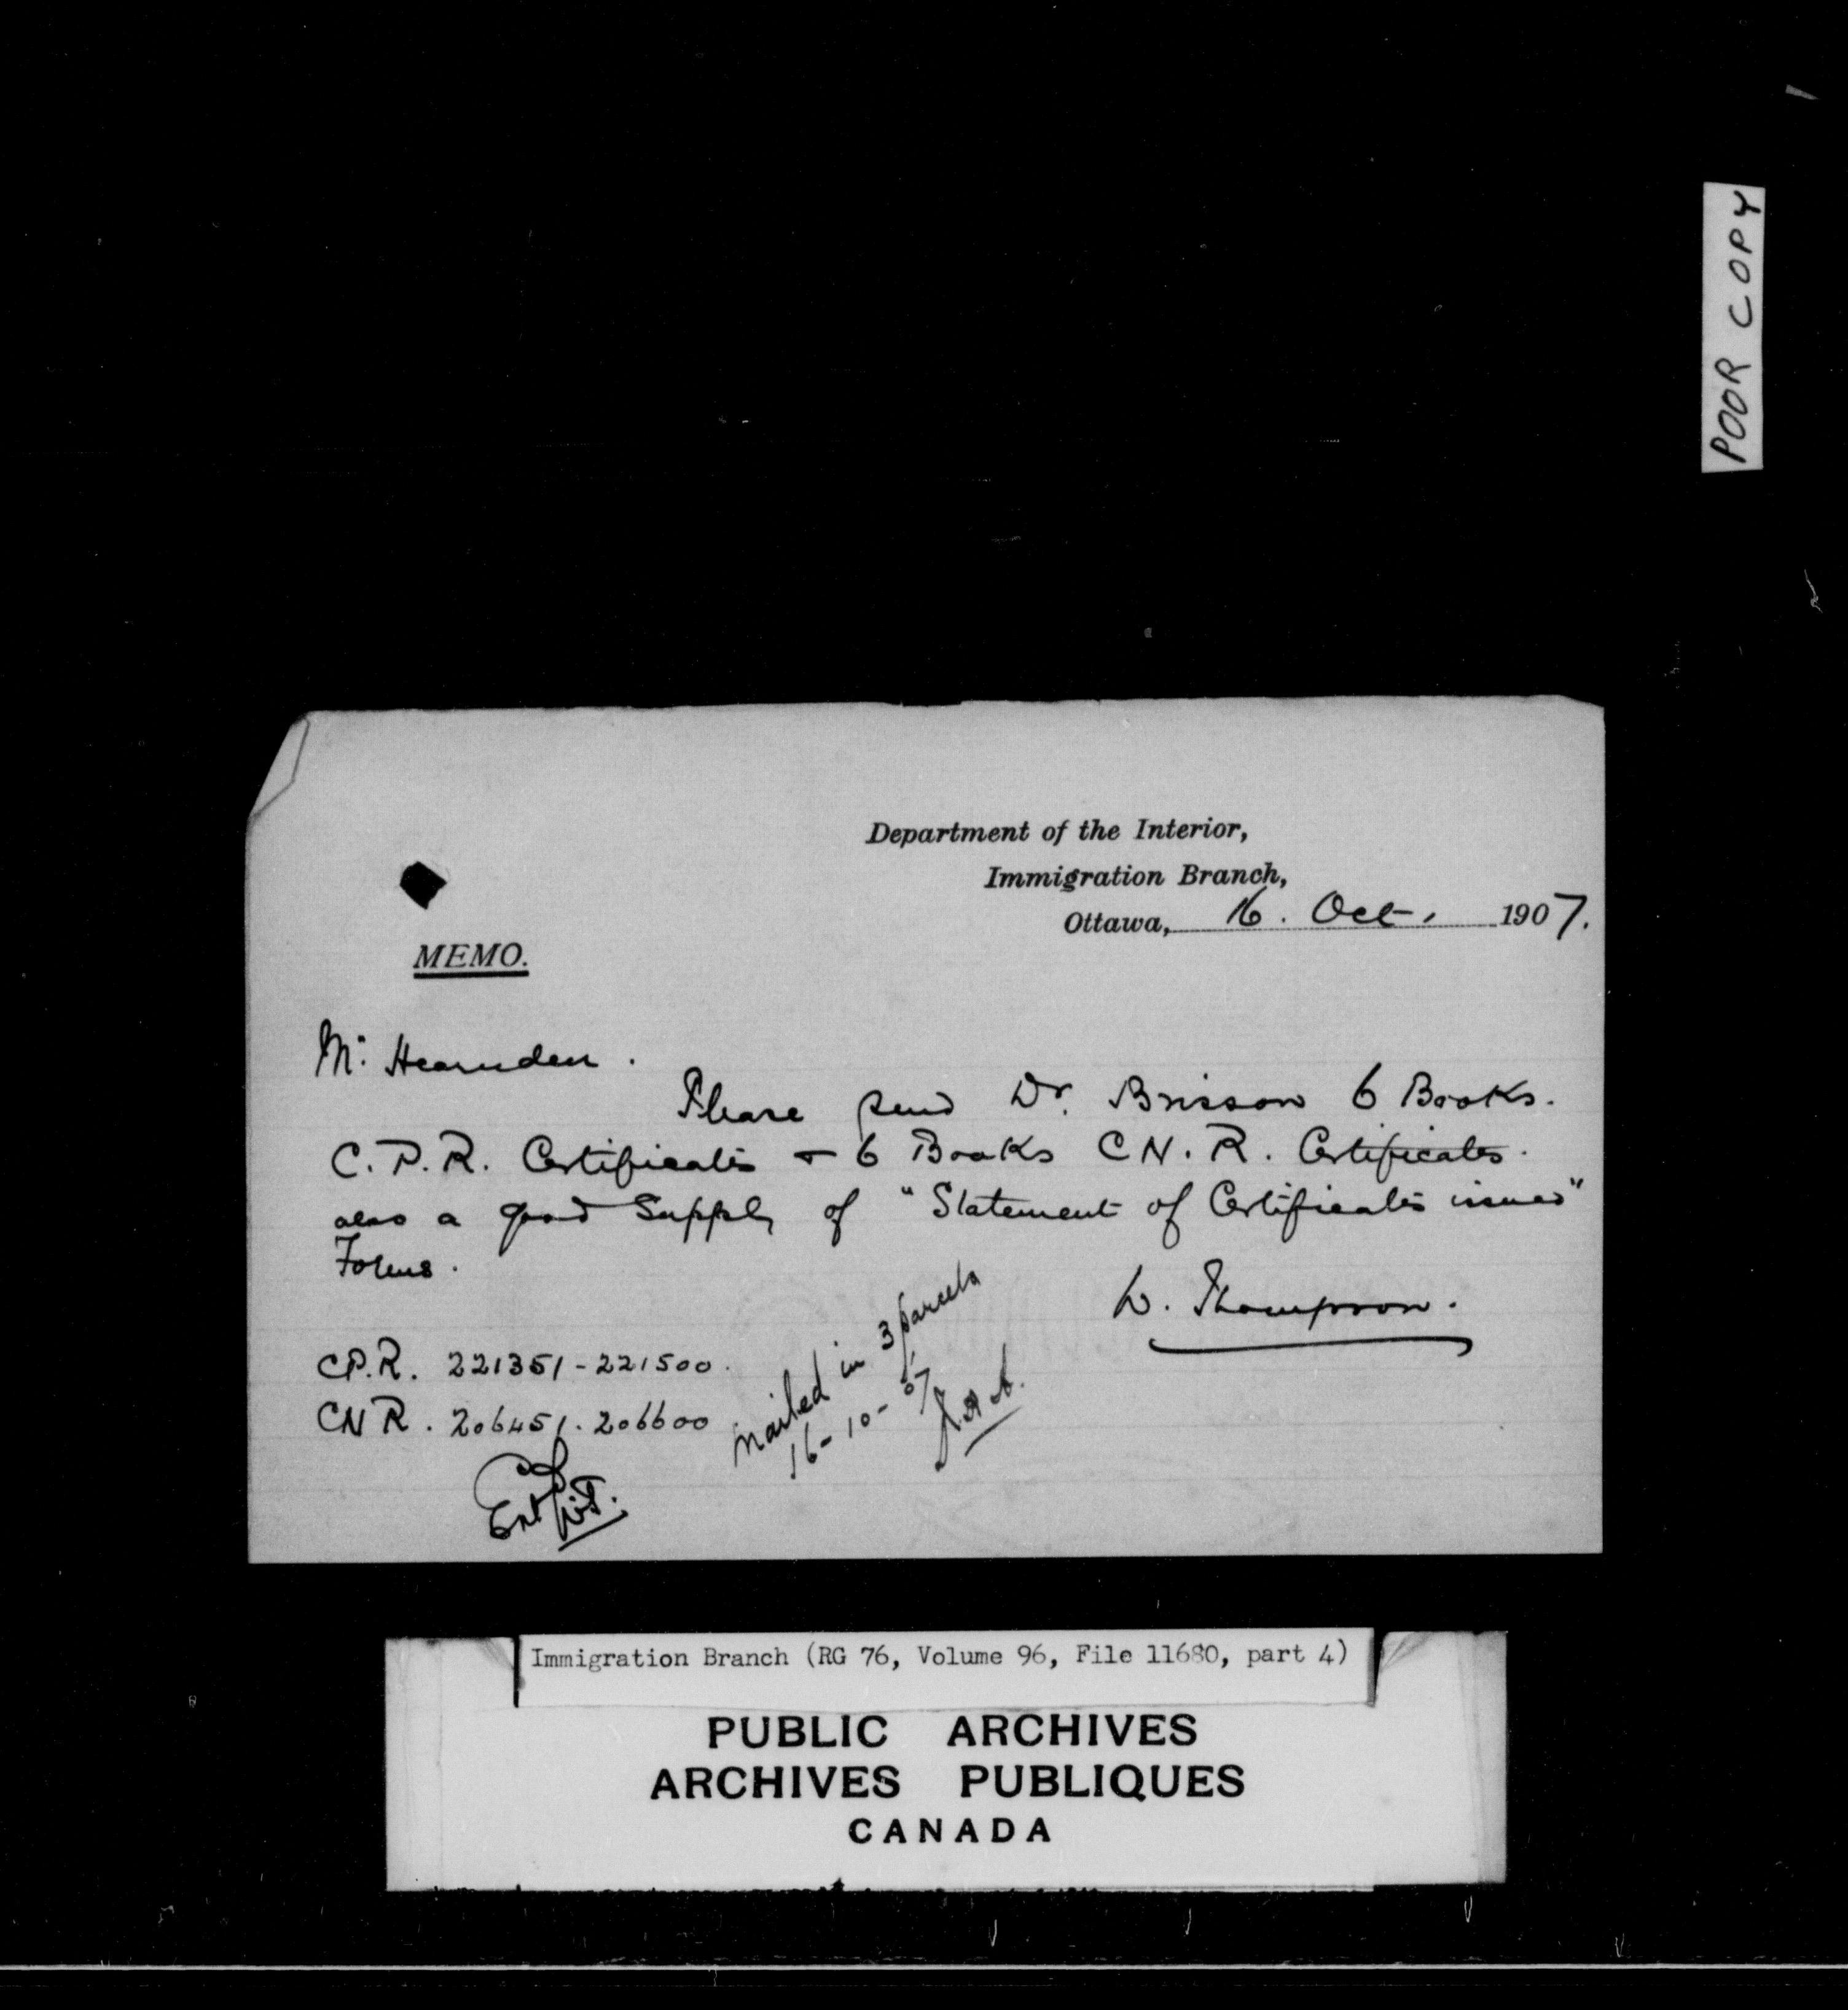 POOR COPY
Department of the Interior,
Immigration Branch,
Ottawa, 16. Oct. 1907.
MEMO.
Mr. Hearnden.
Please send Dr. Brisson 6 Books.
C.P.R. Certificates + 6 Books C.N.R. Certificates.
also a good Supply of "Statement of Certificates issued"
Forms.
W. Thompson.
C.P.R. 221351-221500.
CNR. 206451-206600
mailed in 3 parcels
16-10-07
Ent
Immigration Branch (RG 76, Volume 96, File 11680, part 4)
PUBLIC ARCHIVES
ARCHIVES PUBLIQUES
CANADA